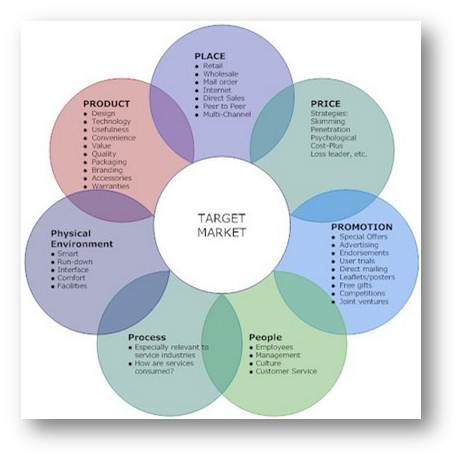 PLACE
• Retail
• Wholesale
• Mail order
• Internet
• Direct Sales
• Peer to Peer
• Multi-Channel
PRODUCT
• Design
• Technology
• Usefulness
• Convenience
• Value
• Quality
• Packaging
• Branding
• Accessories
• Warranties
PRICE
Strategies:
Skimming
Penetration
Psychological
Cost-Plus
Loss leader, etc.
TARGET
MARKET
Physical
Environment
• Smart
• Run-down
• Interface
• Comfort
• Facilities
PROMOTION
• Special Offers
• Advertising
• Endorsements
• User trials
• Direct mailing
• Leaflets/posters
• Free gifts
• Competitions
• Joint ventures
Process
• Especially relevant to
service industries
• How are services
consumed?
People
• Employees
• Management
• Culture
• Customer Service